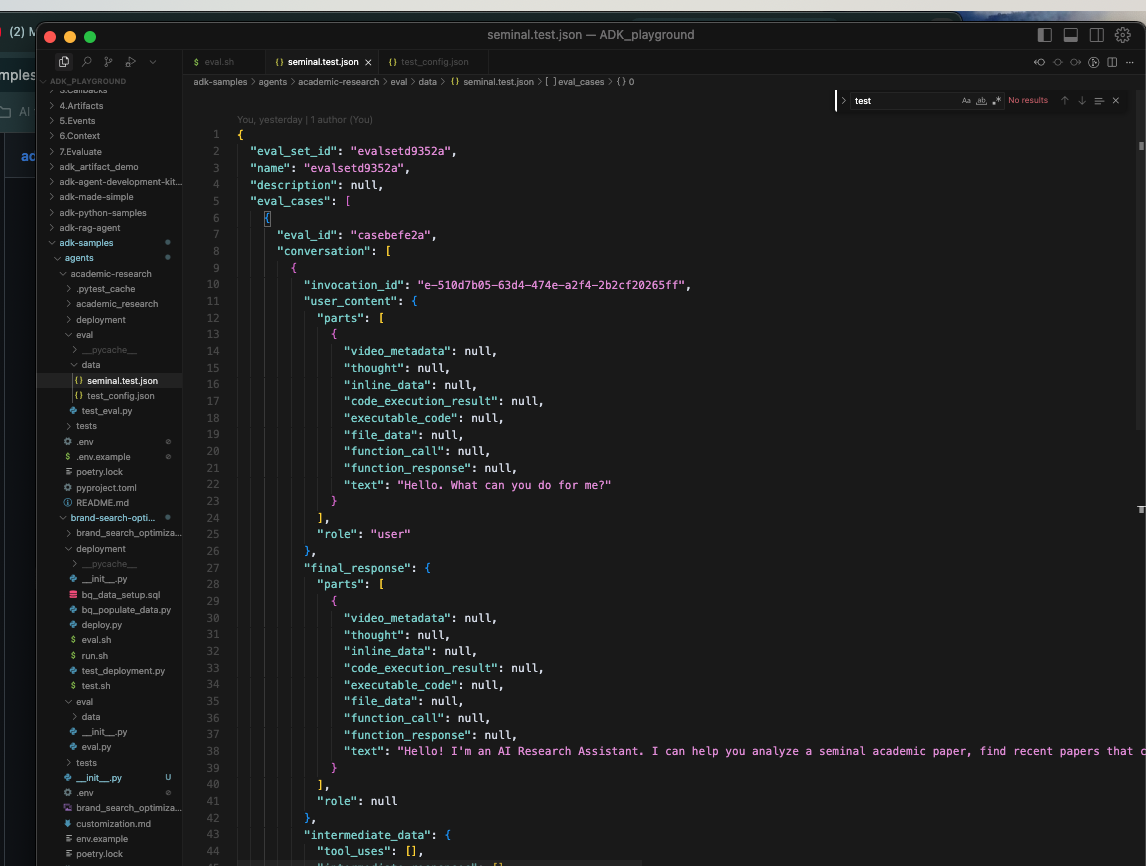 (2) M
seminal.test.json — ADK_playground
mples
AI
ad
$ eval.sh
{} seminal.test.json ×
{} test_config.json
adk-samples > agents > academic-research > eval > data > {} seminal.test.json > [ ] eval_cases > {} 0
test
Aa ab .* No results
ADK_PLAYGROUND
3.Callbacks
4.Artifacts
5.Events
6.Context
7.Evaluate
adk_artifact_demo
adk-agent-development-kit...
adk-made-simple
adk-python-samples
adk-rag-agent
adk-samples
agents
academic-research
.pytest_cache
academic_research
deployment
eval
__pycache__
data
{} seminal.test.json
{} test_config.json
test_eval.py
tests
.env
$ .env.example
poetry.lock
pyproject.toml
README.md
brand-search-opti...
brand_search_optimiza...
deployment
__pycache__
__init__.py
bq_data_setup.sql
bq_populate_data.py
deploy.py
$ eval.sh
$ run.sh
test_deployment.py
$ test.sh
eval
data
__init__.py
eval.py
tests
__init__.py U
.env
brand_search_optimiza...
customization.md
env.example
poetry.lock
You, yesterday | 1 author (You)
1 {
2 "eval_set_id": "evalsetd9352a",
3 "name": "evalsetd9352a",
4 "description": null,
5 "eval_cases": [
6 {
7 "eval_id": "casebefe2a",
8 "conversation": [
9 {
10 "invocation_id": "e-510d7b05-63d4-474e-a2f4-2b2cf20265ff",
11 "user_content": {
12 "parts": [
13 {
14 "video_metadata": null,
15 "thought": null,
16 "inline_data": null,
17 "code_execution_result": null,
18 "executable_code": null,
19 "file_data": null,
20 "function_call": null,
21 "function_response": null,
22 "text": "Hello. What can you do for me?"
23 }
24 ],
25 "role": "user"
26 },
27 "final_response": {
28 "parts": [
29 {
30 "video_metadata": null,
31 "thought": null,
32 "inline_data": null,
33 "code_execution_result": null,
34 "executable_code": null,
35 "file_data": null,
36 "function_call": null,
37 "function_response": null,
38 "text": "Hello! I'm an AI Research Assistant. I can help you analyze a seminal academic paper, find recent papers that c
39 }
40 ],
41 "role": null
42 },
43 "intermediate_data": {
44 "tool_uses": [],